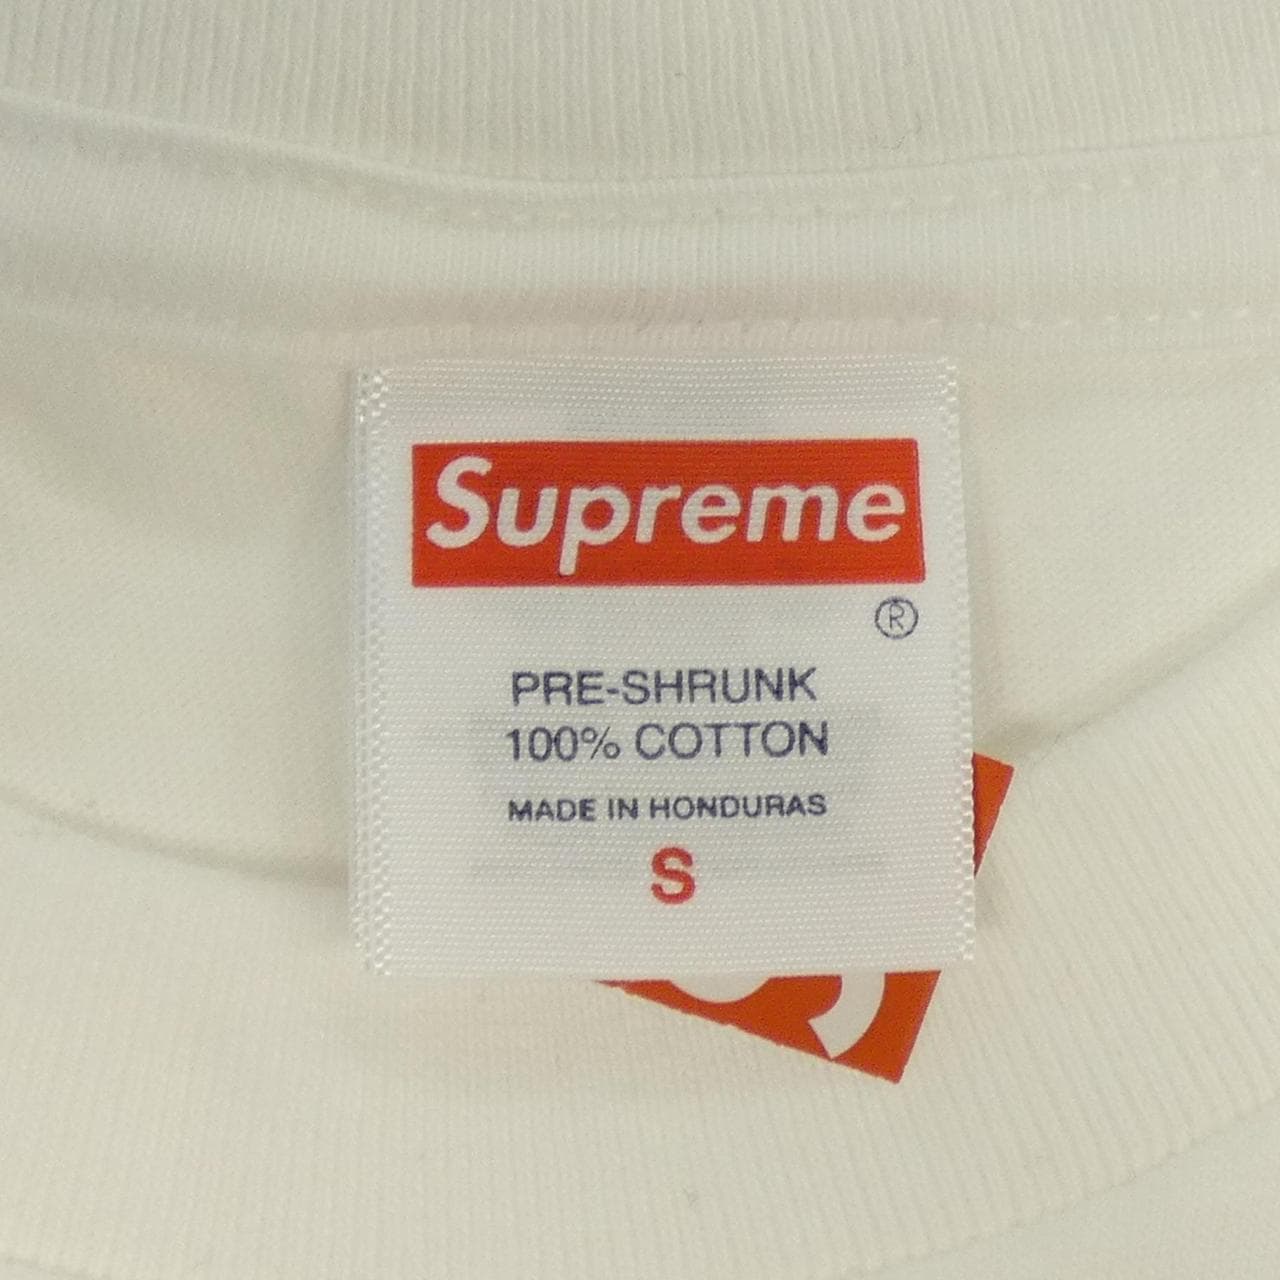 Supreme
®
PRE-SHRUNK
100% COTTON
MADE IN HONDURAS
S